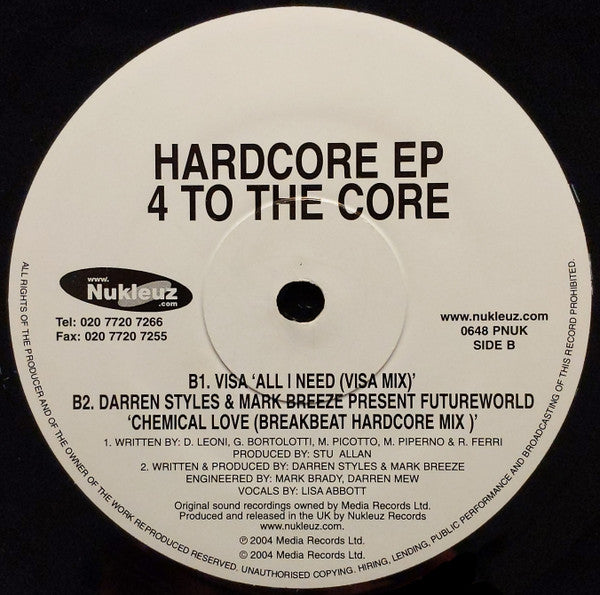 HARDCORE EP
4 TO THE CORE
www.
Nukleuz
.com
Tel: 020 7720 7266
Fax: 020 7720 7255
www.nukleuz.com
0648 PNUK
SIDE B
B1. VISA ‘ALL I NEED (VISA MIX)’
B2. DARREN STYLES & MARK BREEZE PRESENT FUTUREWORLD
‘CHEMICAL LOVE (BREAKBEAT HARDCORE MIX )’
1. WRITTEN BY: D. LEONI, G. BORTOLOTTI, M. PICOTTO, M. PIPERNO & R. FERRI
PRODUCED BY: STU ALLAN
2. WRITTEN & PRODUCED BY: DARREN STYLES & MARK BREEZE
ENGINEERED BY: MARK BRADY, DARREN MEW
VOCALS BY: LISA ABBOTT
Original sound recordings owned by Media Records Ltd.
Produced and released in the UK by Nukleuz Records
www.nukleuz.com.
℗ 2004 Media Records Ltd.
© 2004 Media Records Ltd.
ALL RIGHTS OF THE PRODUCER AND OF THE OWNER OF THE WORK REPRODUCED RESERVED. UNAUTHORISED COPYING. HIRING, LENDING, PUBLIC PERFORMANCE AND BROADCASTING OF THIS RECORD PROHIBITED.